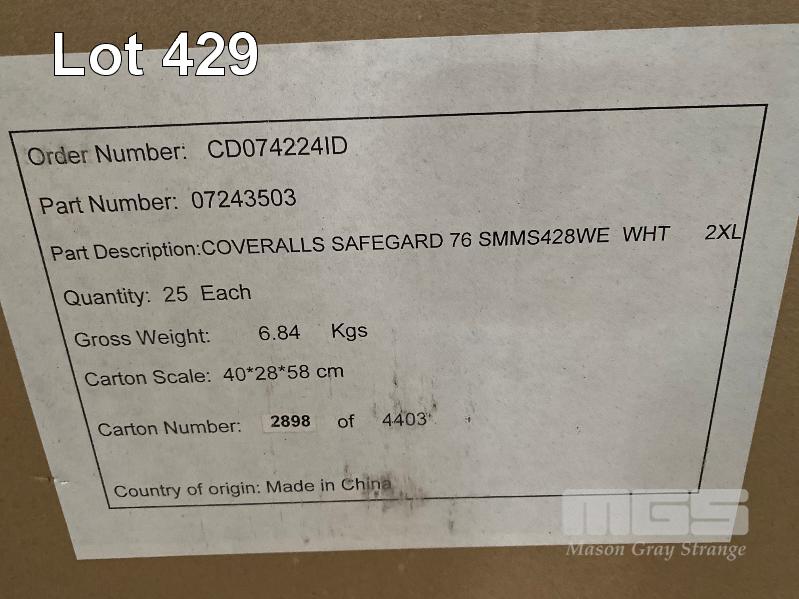 Lot 429
Order Number: CD074224ID
Part Number: 07243503
Part Description:COVERALLS SAFEGARD 76 SMMS428WE WHT 2XL
Quantity: 25 Each
Gross Weight: 6.84 Kgs
Carton Scale: 40*28*58 cm
Carton Number: 2898 of 4403
Country of origin: Made in China
MGS
Mason Gray Strange